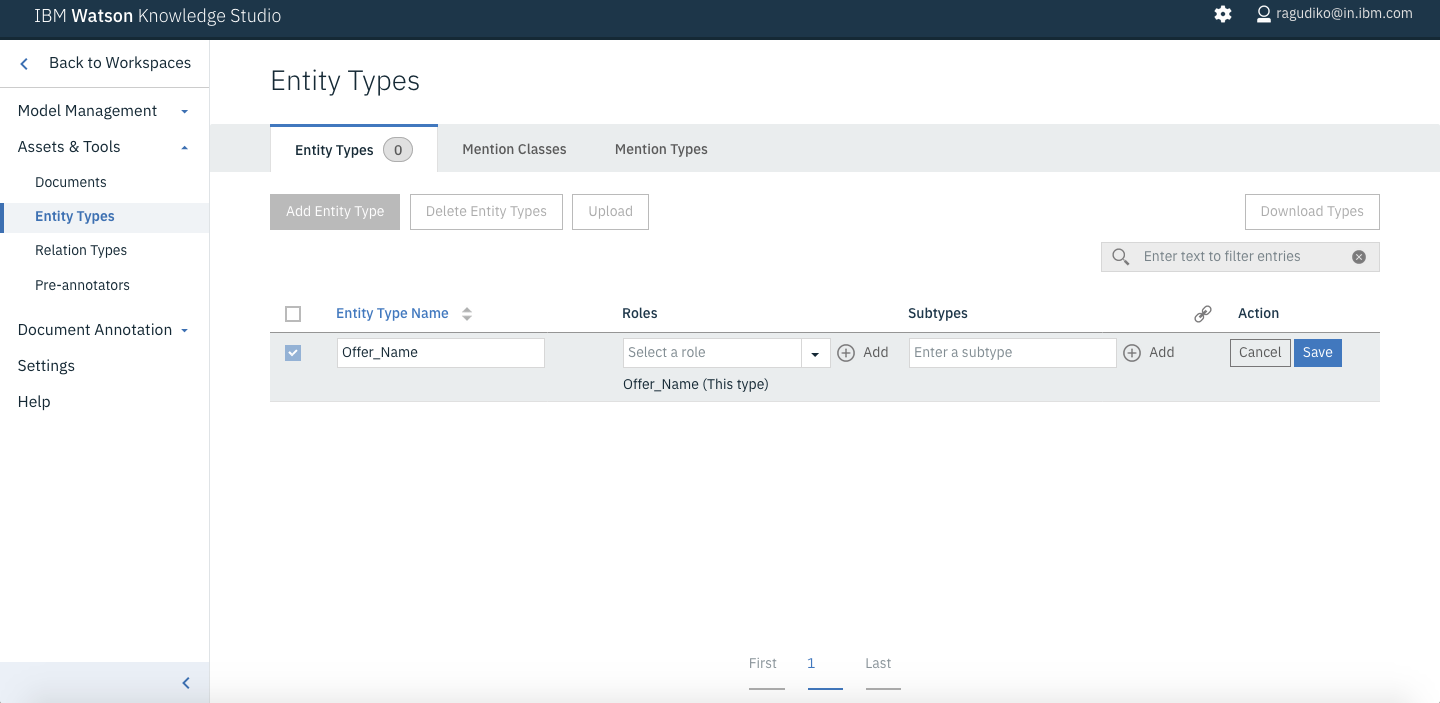 IBM Watson Knowledge Studio
ragudiko@in.ibm.com
Back to Workspaces
Model Management
Assets & Tools
Documents
Entity Types
Relation Types
Pre-annotators
Document Annotation
Settings
Help
Entity Types
Entity Types 0 Mention Classes Mention Types
Add Entity Type Delete Entity Types Upload Download Types
Enter text to filter entries
Entity Type Name Roles Subtypes Action
Offer_Name Select a role Add Enter a subtype Add Cancel Save
Offer_Name (This type)
First 1 Last